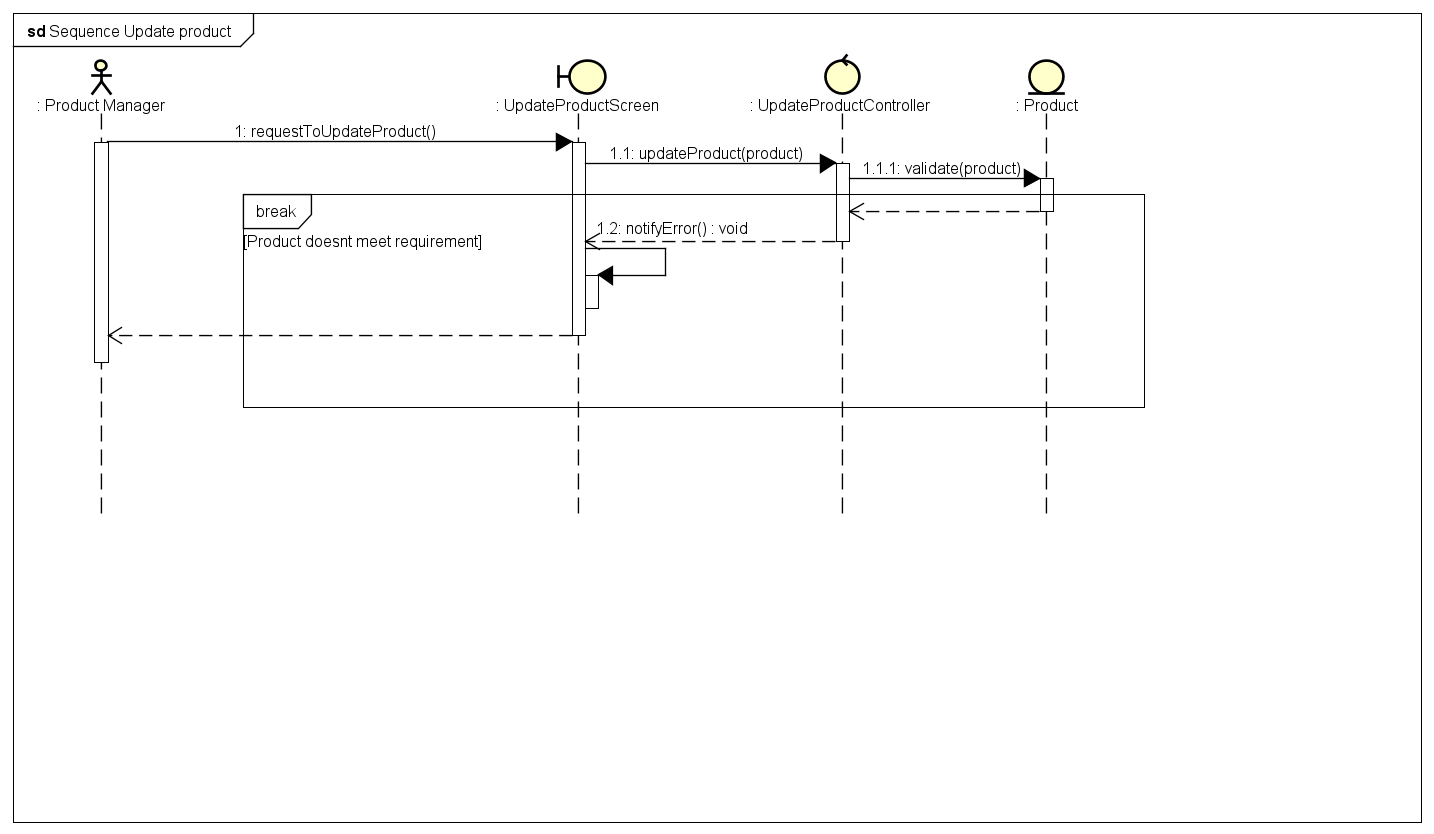 sd Sequence Update product
: Product Manager
: UpdateProductScreen
: UpdateProductController
: Product
1: requestToUpdateProduct()
1.1: updateProduct(product)
1.1.1: validate(product)
break
1.2: notifyError() : void
[Product doesnt meet requirement]